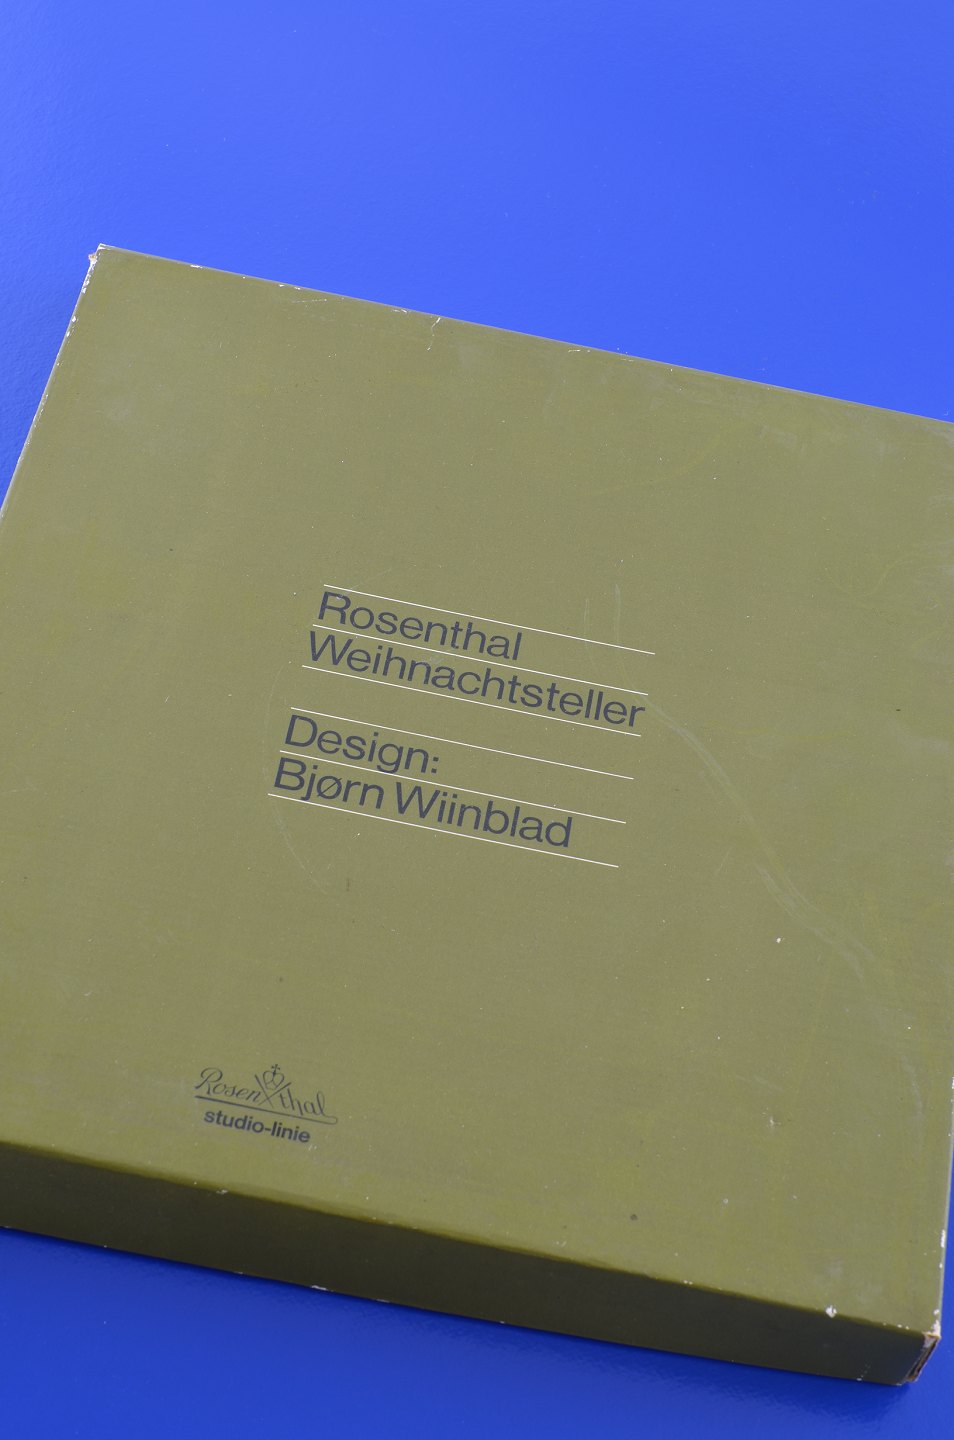 Rosenthal
Weihnachtsteller
Design:
Bjørn Wiinblad
Rosenthal
studio-linie